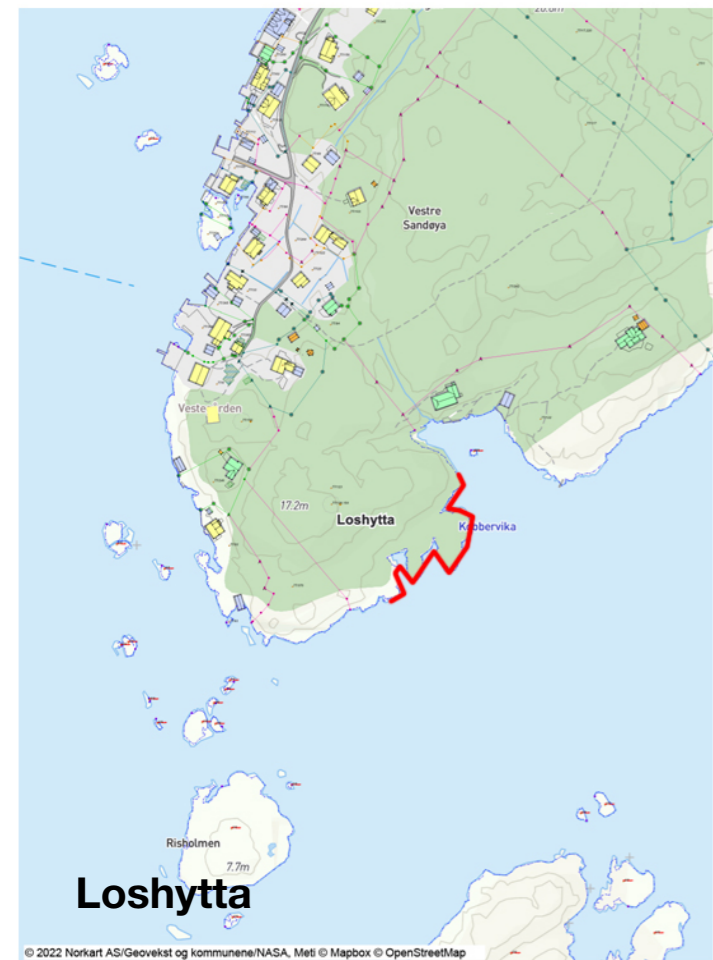 Vestre
Sandøya
17.2m
Loshytta
Risholmen
7.7m
Loshytta
© 2022 Norkart AS/Geovekst og kommunene/NASA, Meti © Mapbox © OpenStreetMap